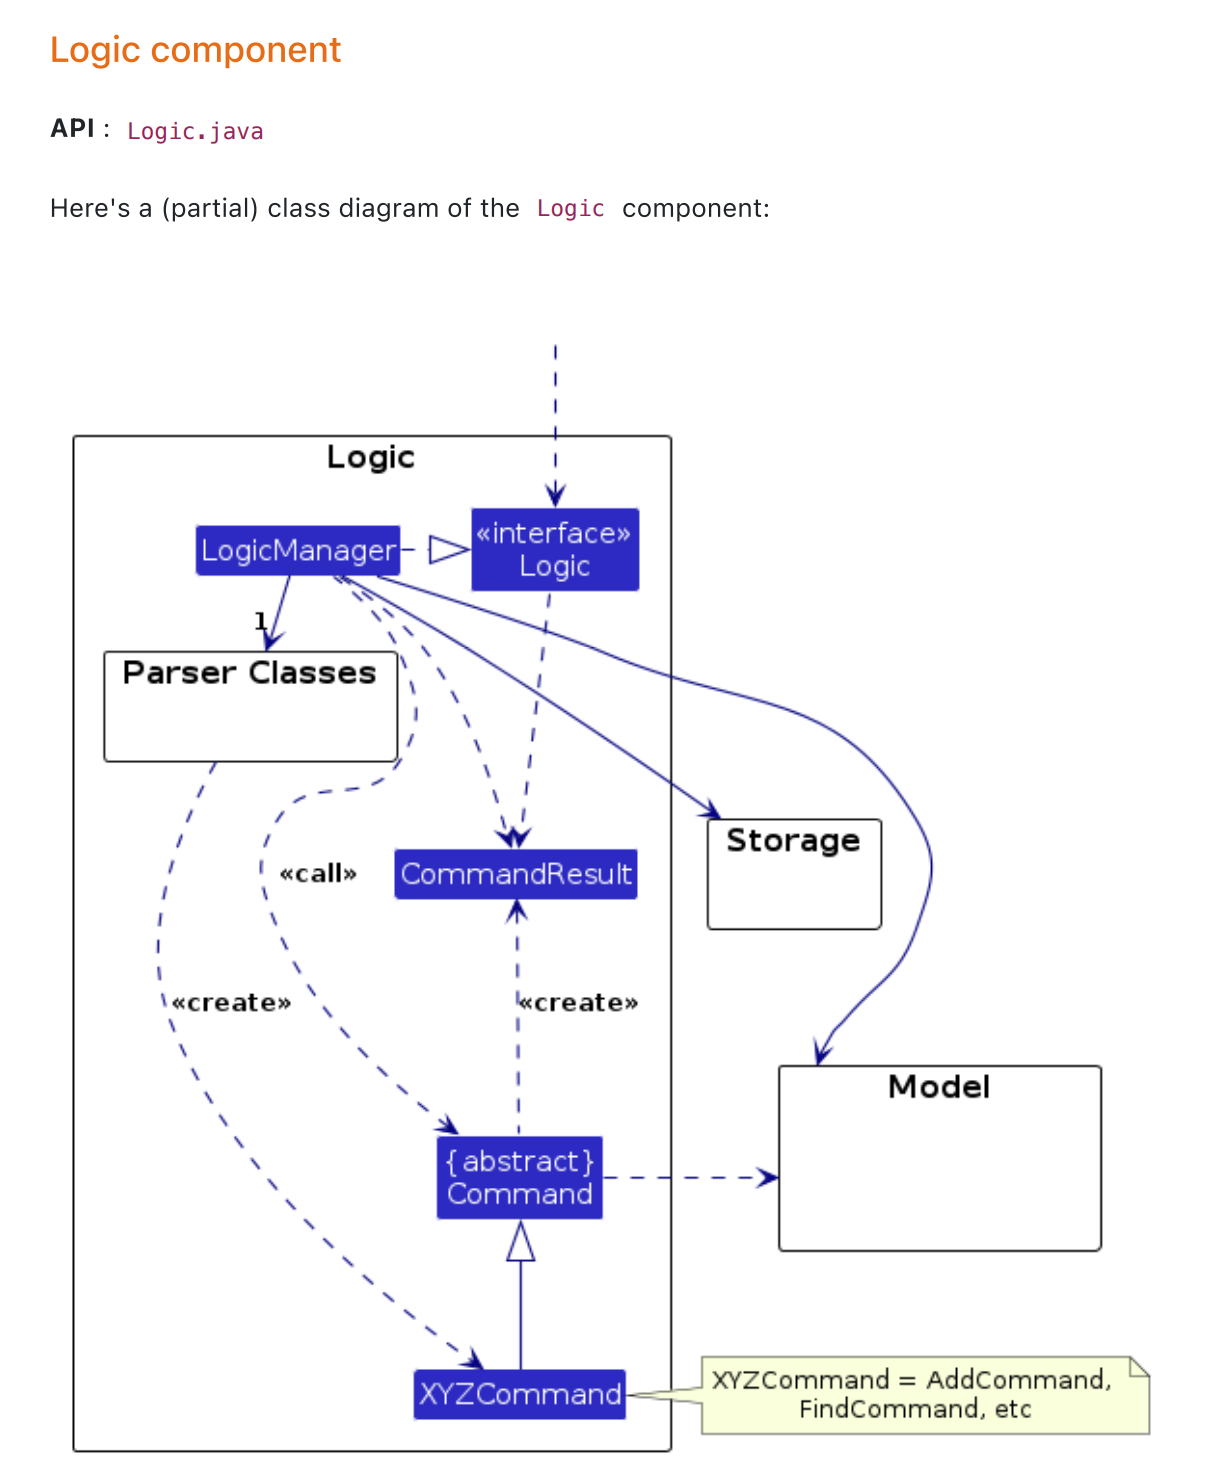 Logic component
API : Logic.java
Here's a (partial) class diagram of the Logic component:
Logic
LogicManager
«interface»
Logic
1
Parser Classes
Storage
CommandResult
«call»
«create»
«create»
Model
{abstract}
Command
XYZCommand
XYZCommand = AddCommand,
FindCommand, etc